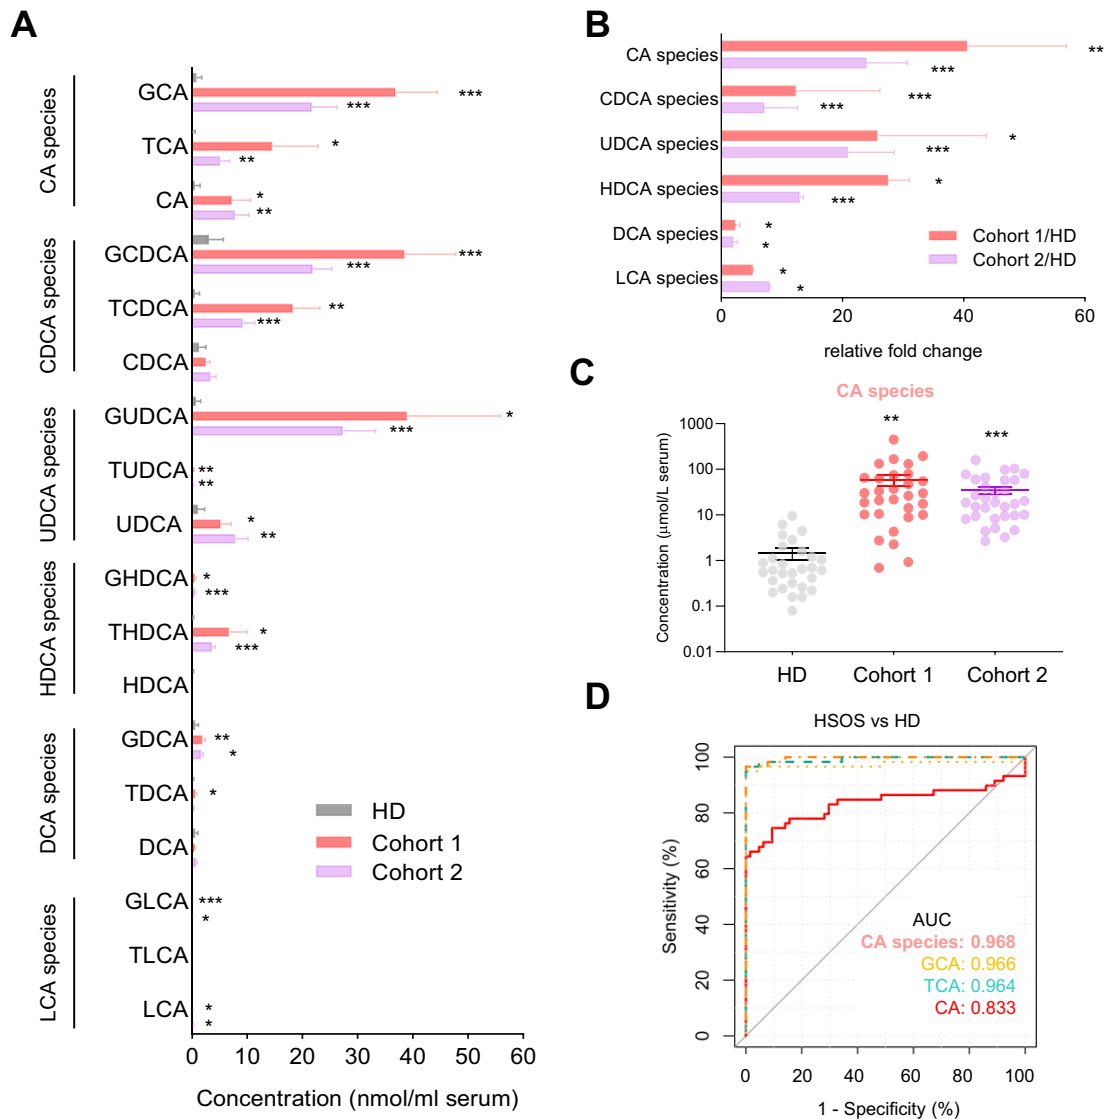 A
CA species
GCA
***
***
TCA
*
**
CA
*
**
CDCA species
GCDCA
***
***
TCDCA
**
***
CDCA
UDCA species
GUDCA
*
***
TUDCA
**
**
UDCA
*
**
HDCA species
GHDCA
*
***
THDCA
*
***
HDCA
DCA species
GDCA
**
*
TDCA
*
DCA
LCA species
GLCA
***
*
TLCA
LCA
*
*
HD
Cohort 1
Cohort 2
0 10 20 30 40 50 60
Concentration (nmol/ml serum)
B
CA species
**
***
CDCA species
***
***
UDCA species
*
***
HDCA species
*
***
DCA species
*
*
LCA species
*
*
Cohort 1/HD
Cohort 2/HD
0 20 40 60
relative fold change
C
CA species
**
***
Concentration (μmol/L serum)
1000
100
10
1
0.1
0.01
HD Cohort 1 Cohort 2
D
HSOS vs HD
Sensitivity (%)
100
80
60
40
20
0
AUC
CA species: 0.968
GCA: 0.966
TCA: 0.964
CA: 0.833
0 20 40 60 80 100
1 - Specificity (%)